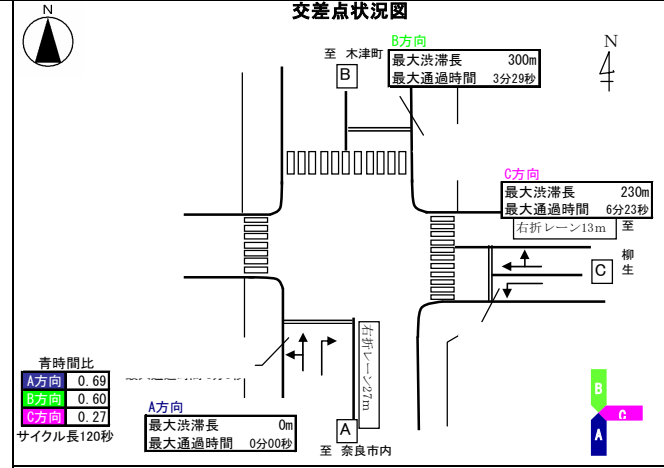 交差点状況図
N
B方向
至 木津町
最大渋滞長 300m
最大通過時間 3分29秒
B
N
C方向
最大渋滞長 230m
最大通過時間 6分23秒
右折レーン13m
至 柳生
C
右折レーン27m
青時間比
A方向 0.69
B方向 0.60
C方向 0.27
サイクル長120秒
A方向
最大渋滞長 0m
最大通過時間 0分00秒
A
至 奈良市内
B
C
A